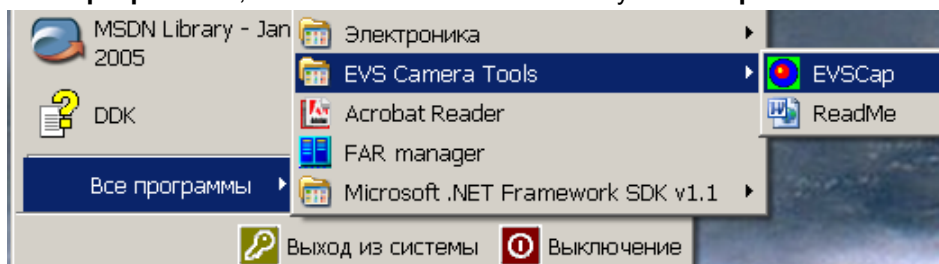 MSDN Library - Jan
2005
DDK
Все программы
Электроника
EVS Camera Tools
Acrobat Reader
FAR manager
Microsoft .NET Framework SDK v1.1
EVSCap
ReadMe
Выход из системы
Выключение